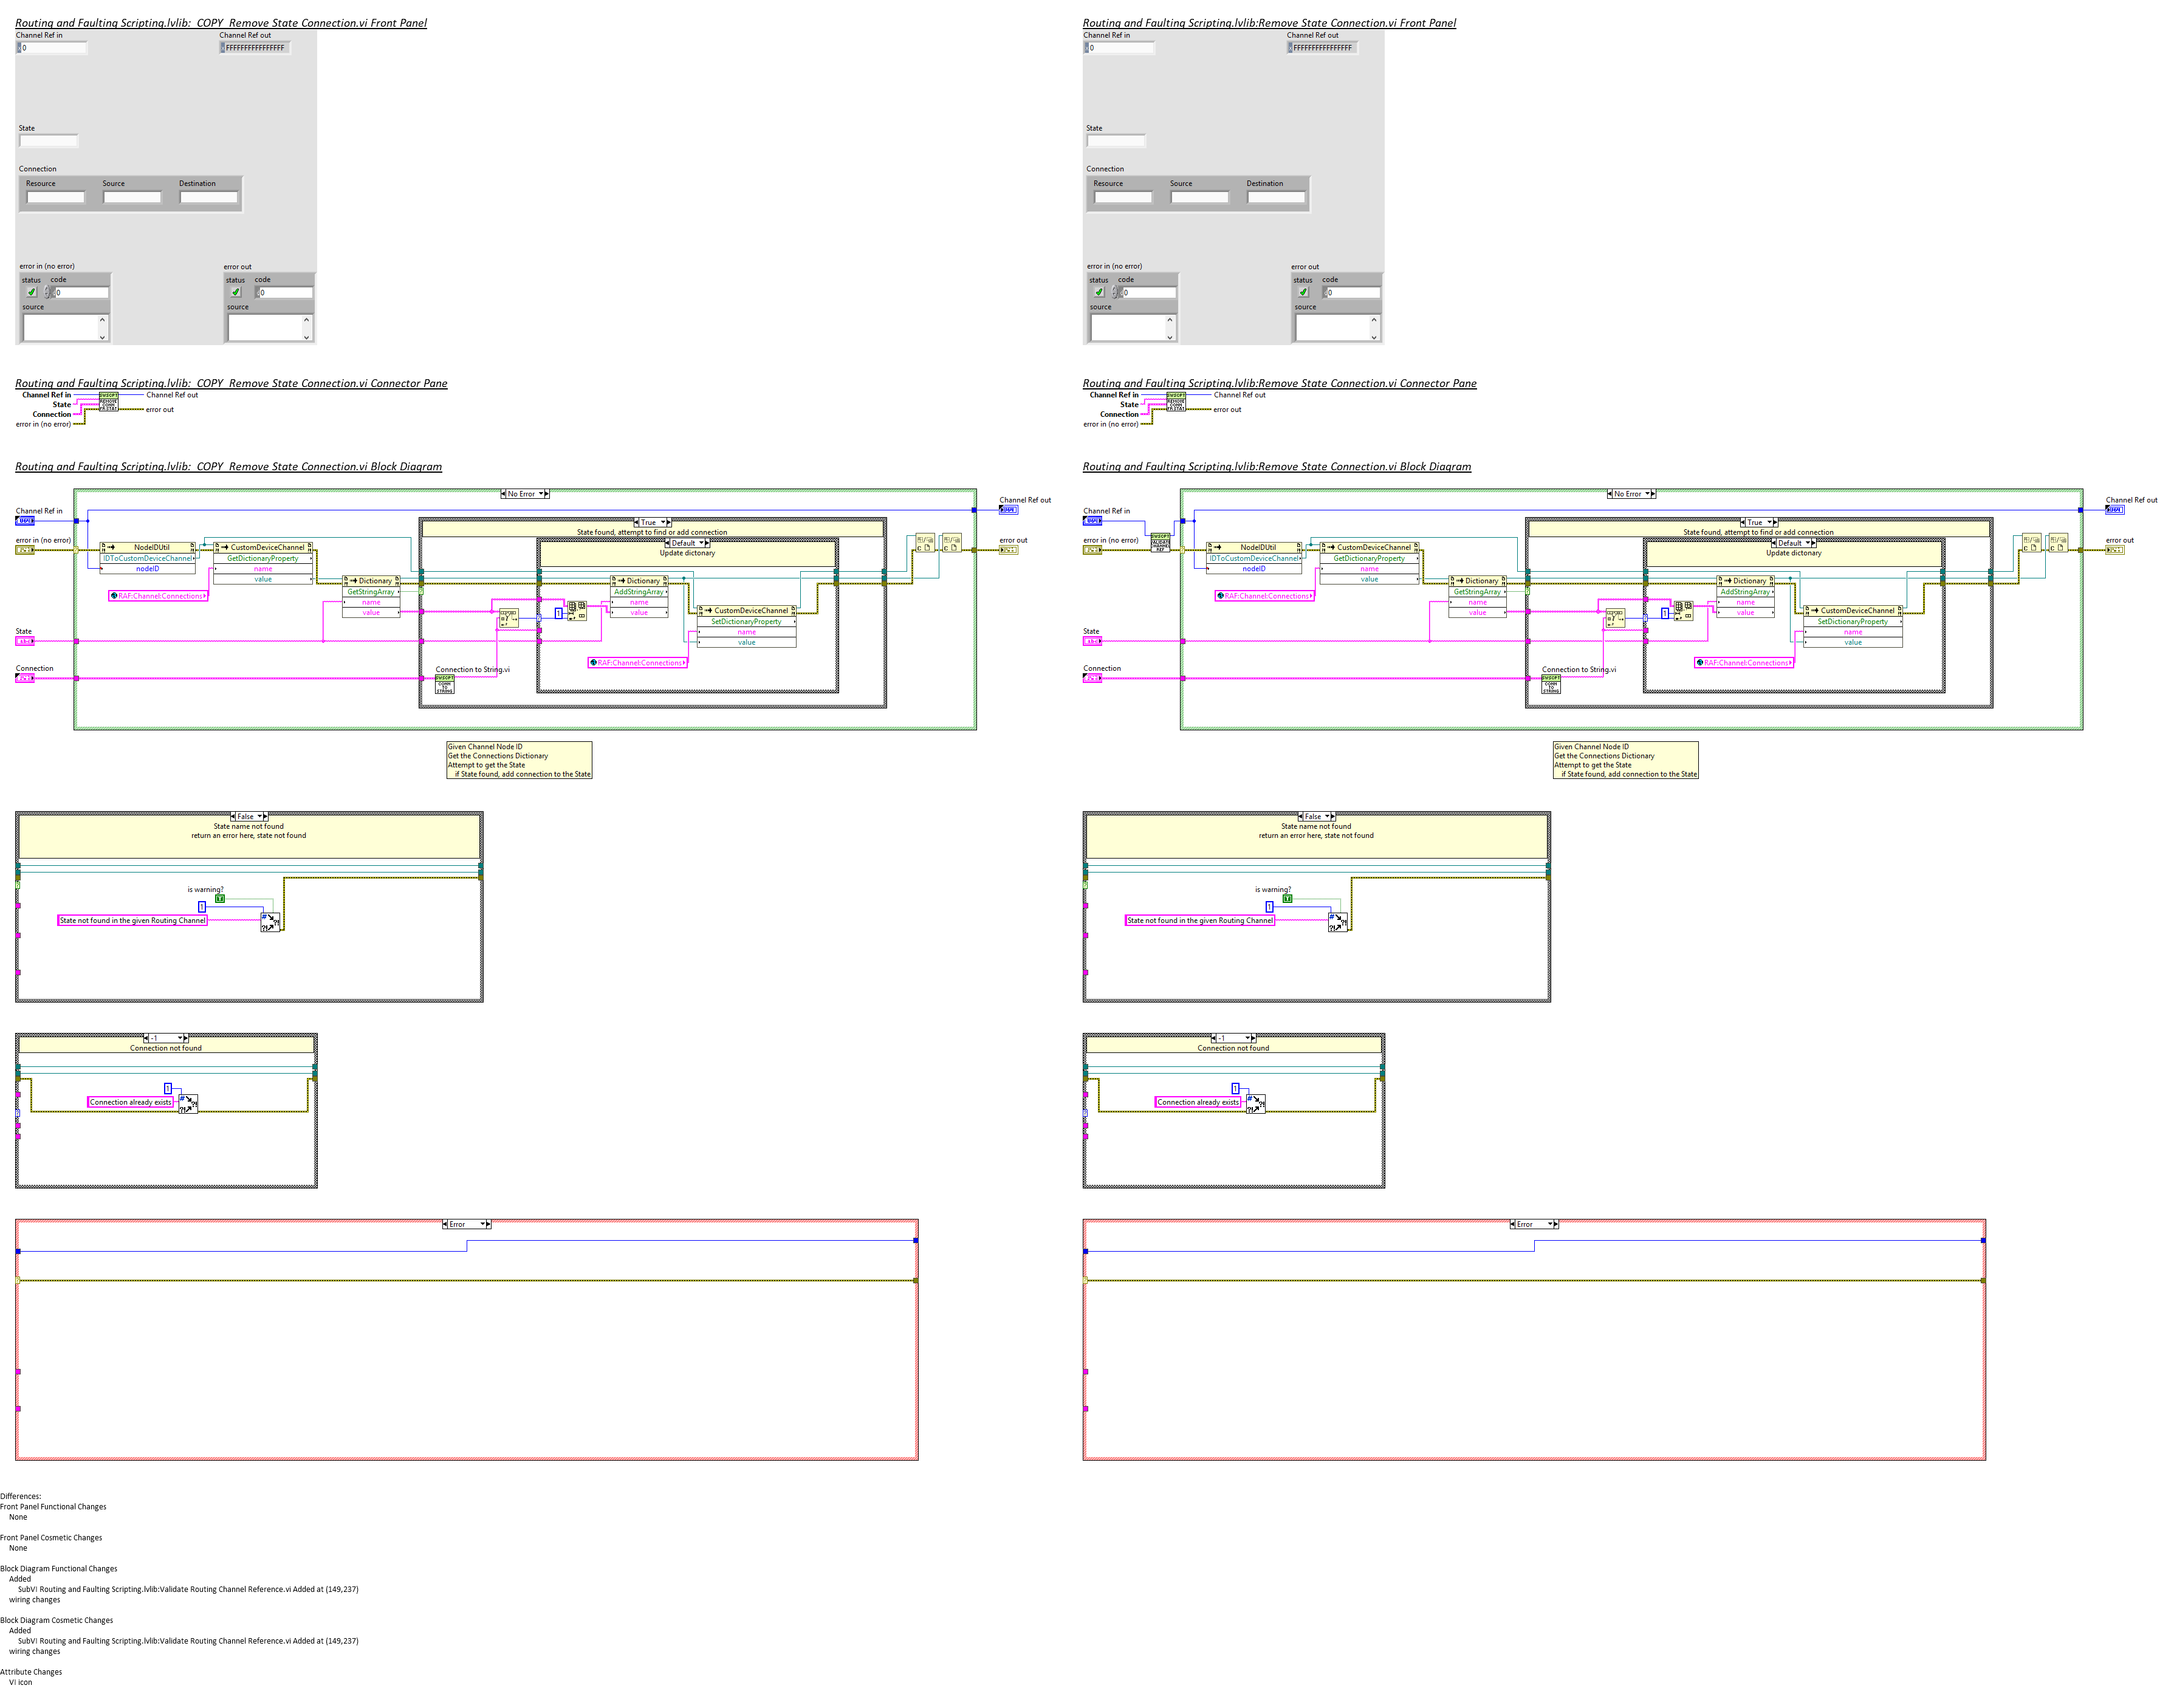 Routing and Faulting Scripting.lvlib:_COPY_Remove State Connection.vi Front Panel
Channel Ref in
Channel Ref out
0
FFFFFFFFFFFFFFFF
State
Connection
Resource
Source
Destination
error in (no error)
error out
status
code
0
source
status
code
0
source
Routing and Faulting Scripting.lvlib:_COPY_Remove State Connection.vi Connector Pane
Channel Ref in
Channel Ref out
State
Connection
error out
error in (no error)
Routing and Faulting Scripting.lvlib:_COPY_Remove State Connection.vi Block Diagram
No Error
Channel Ref in
Channel Ref out
error in (no error)
error out
True
State found, attempt to find or add connection
Default
Update dictonary
NodeIDUtil
IDToCustomDeviceChannel
nodeID
CustomDeviceChannel
GetDictionaryProperty
name
value
RAF:Channel:Connections
Dictionary
GetStringArray
name
value
Dictionary
AddStringArray
name
value
1
CustomDeviceChannel
SetDictionaryProperty
name
value
RAF:Channel:Connections
State
Connection
Connection to String.vi
CONN
TO
STRING
Given Channel Node ID
Get the Connections Dictionary
Attempt to get the State
if State found, add connection to the State
False
State name not found
return an error here, state not found
is warning?
1
State not found in the given Routing Channel
-1
Connection not found
1
Connection already exists
Error
Routing and Faulting Scripting.lvlib:Remove State Connection.vi Front Panel
Channel Ref in
Channel Ref out
0
FFFFFFFFFFFFFFFF
State
Connection
Resource
Source
Destination
error in (no error)
error out
status
code
0
source
status
code
0
source
Routing and Faulting Scripting.lvlib:Remove State Connection.vi Connector Pane
Channel Ref in
Channel Ref out
State
Connection
error out
error in (no error)
Routing and Faulting Scripting.lvlib:Remove State Connection.vi Block Diagram
No Error
Channel Ref in
Channel Ref out
error in (no error)
error out
True
State found, attempt to find or add connection
Default
Update dictonary
NodeIDUtil
IDToCustomDeviceChannel
nodeID
CustomDeviceChannel
GetDictionaryProperty
name
value
RAF:Channel:Connections
Dictionary
GetStringArray
name
value
Dictionary
AddStringArray
name
value
1
CustomDeviceChannel
SetDictionaryProperty
name
value
RAF:Channel:Connections
State
Connection
Connection to String.vi
CONN
TO
STRING
Given Channel Node ID
Get the Connections Dictionary
Attempt to get the State
if State found, add connection to the State
False
State name not found
return an error here, state not found
is warning?
1
State not found in the given Routing Channel
-1
Connection not found
1
Connection already exists
Error
Differences:
Front Panel Functional Changes
None
Front Panel Cosmetic Changes
None
Block Diagram Functional Changes
Added
SubVI Routing and Faulting Scripting.lvlib:Validate Routing Channel Reference.vi Added at (149,237)
wiring changes
Block Diagram Cosmetic Changes
Added
SubVI Routing and Faulting Scripting.lvlib:Validate Routing Channel Reference.vi Added at (149,237)
wiring changes
Attribute Changes
VI icon